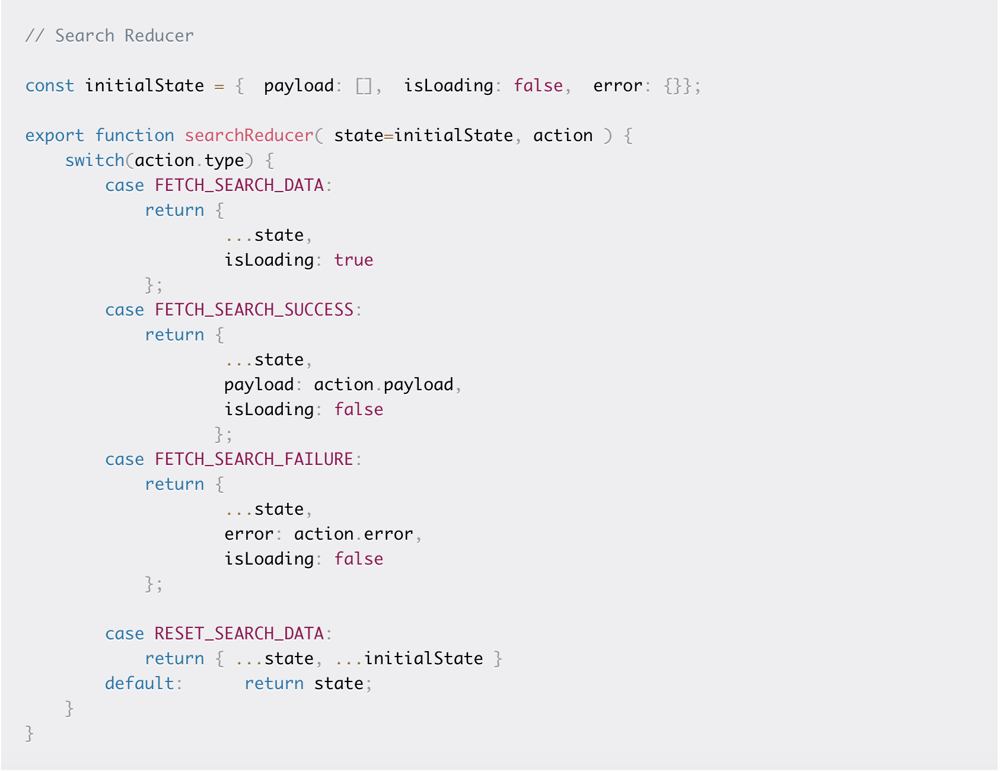 // Search Reducer

const initialState = {  payload: [],  isLoading: false,  error: {}};

export function searchReducer( state=initialState, action ) {
    switch(action.type) {
        case FETCH_SEARCH_DATA:
            return {
                    ...state,
                    isLoading: true
            };
        case FETCH_SEARCH_SUCCESS:
            return {
                    ...state,
                    payload: action.payload,
                    isLoading: false
                   };
        case FETCH_SEARCH_FAILURE:
            return {
                    ...state,
                    error: action.error,
                    isLoading: false
            };

        case RESET_SEARCH_DATA:
            return { ...state, ...initialState }
        default:      return state;
    }
}